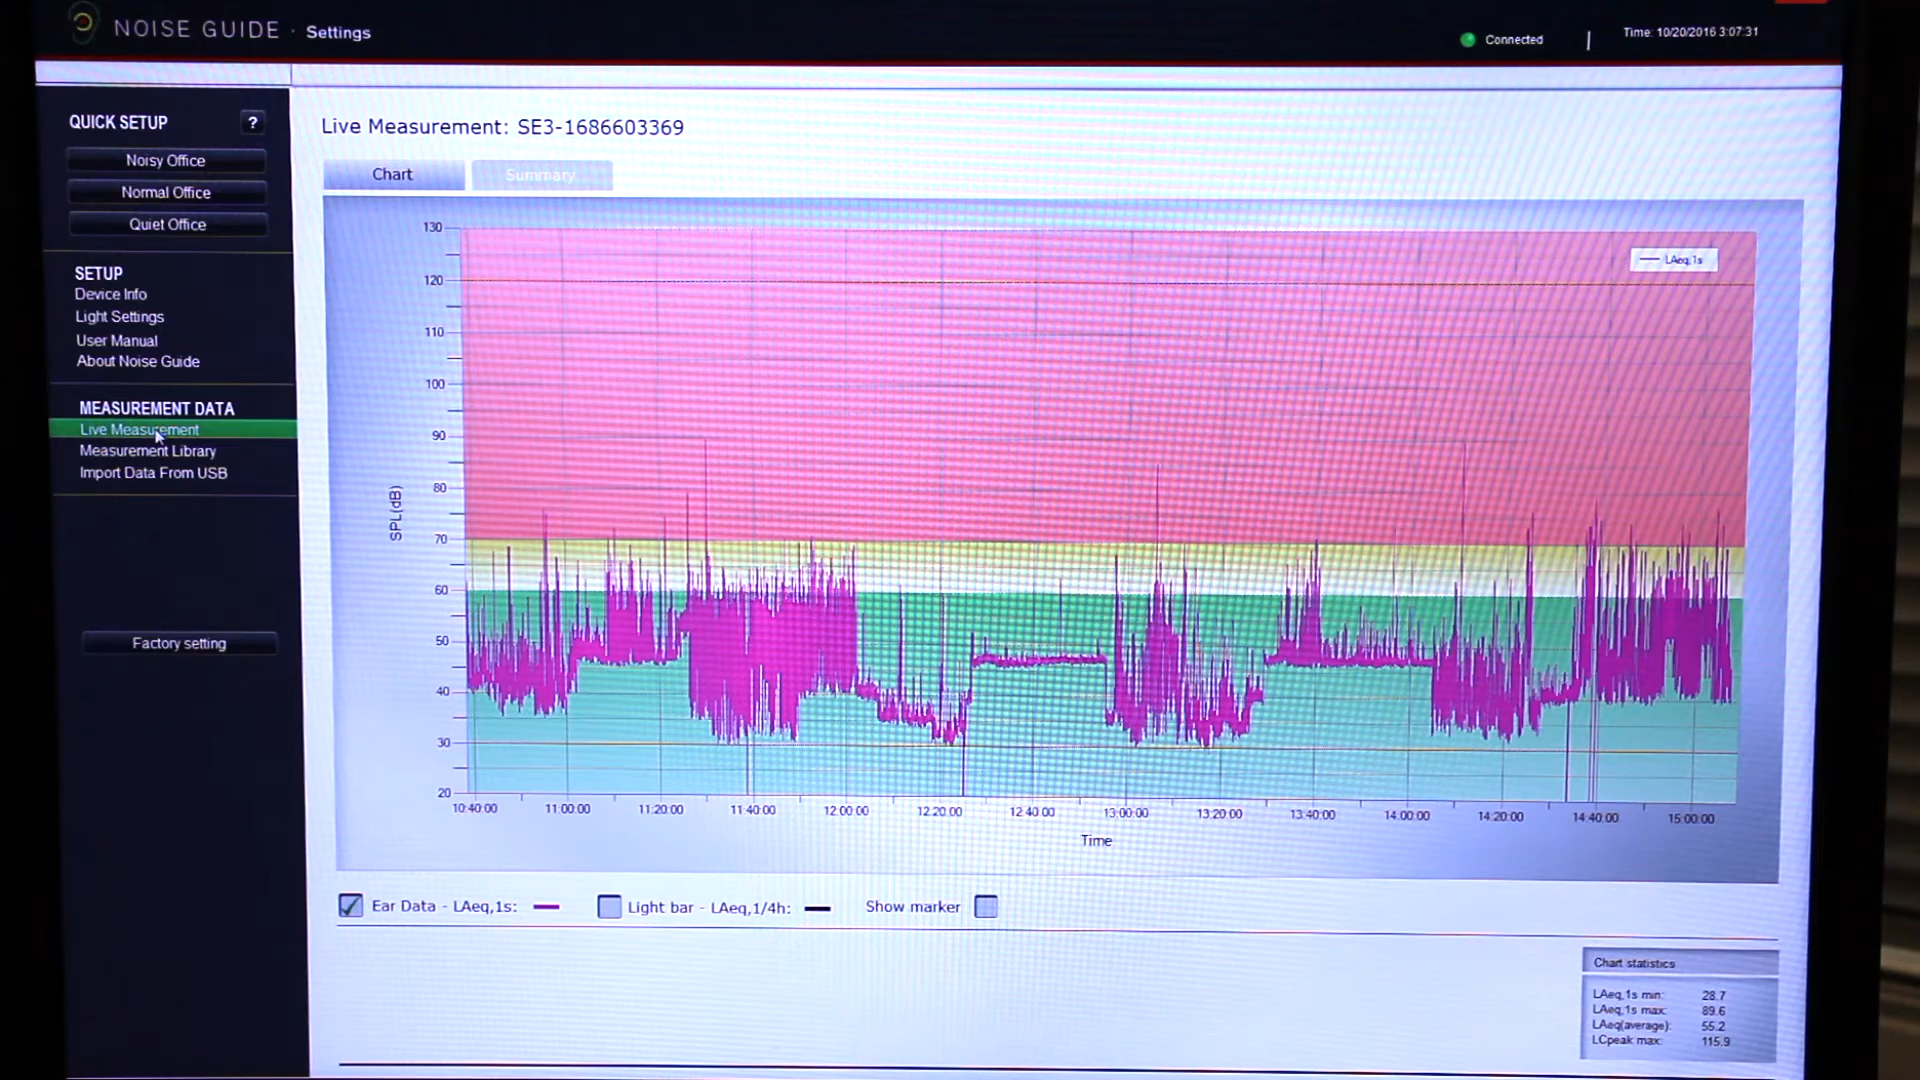 NOISE GUIDE · Settings
Connected | Time: 10/20/2016 3:07:31
QUICK SETUP ?
Noisy Office
Normal Office
Quiet Office
SETUP
Device Info
Light Settings
User Manual
About Noise Guide
MEASUREMENT DATA
Live Measurement
Measurement Library
Import Data From USB
Factory setting
Live Measurement: SE3-1686603369
Chart Summary
LAeq,1s
130
120
110
100
90
80
70
60
50
40
30
20
SPL(dB)
10:40:00 11:00:00 11:20:00 11:40:00 12:00:00 12:20:00 12:40:00 13:00:00 13:20:00 13:40:00 14:00:00 14:20:00 14:40:00 15:00:00
Time
Ear Data - LAeq,1s: Light bar - LAeq,1/4h: Show marker
Chart statistics
LAeq,1s min: 28.7
LAeq,1s max: 89.6
LAeq(average): 55.2
LCpeak max: 115.9